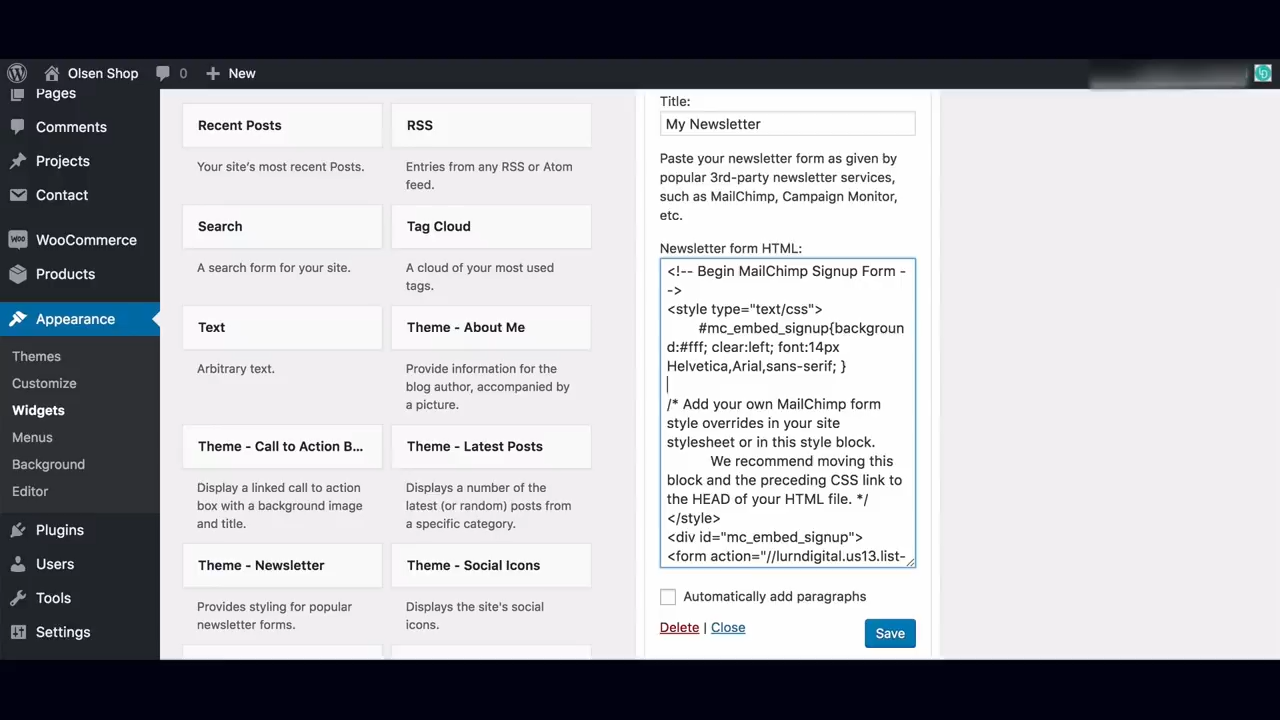 Olsen Shop 0 New
Pages
Comments
Projects
Contact
WooCommerce
Products
Appearance
Themes
Customize
Widgets
Menus
Background
Editor
Plugins
Users
Tools
Settings
Recent Posts
Your site's most recent Posts.
RSS
Entries from any RSS or Atom
feed.
Search
A search form for your site.
Tag Cloud
A cloud of your most used
tags.
Text
Arbitrary text.
Theme - About Me
Provide information for the
blog author, accompanied by
a picture.
Theme - Call to Action B...
Display a linked call to action
box with a background image
and title.
Theme - Latest Posts
Displays a number of the
latest (or random) posts from
a specific category.
Theme - Newsletter
Provides styling for popular
newsletter forms.
Theme - Social Icons
Displays the site's social
icons.
Title:
My Newsletter
Paste your newsletter form as given by
popular 3rd-party newsletter services,
such as MailChimp, Campaign Monitor,
etc.
Newsletter form HTML:
<!-- Begin MailChimp Signup Form -
->
<style type="text/css">
#mc_embed_signup{backgroun
d:#fff; clear:left; font:14px
Helvetica,Arial,sans-serif; }
/* Add your own MailChimp form
style overrides in your site
stylesheet or in this style block.
We recommend moving this
block and the preceding CSS link to
the HEAD of your HTML file. */
</style>
<div id="mc_embed_signup">
<form action="//lurndigital.us13.list-
Automatically add paragraphs
Delete | Close
Save